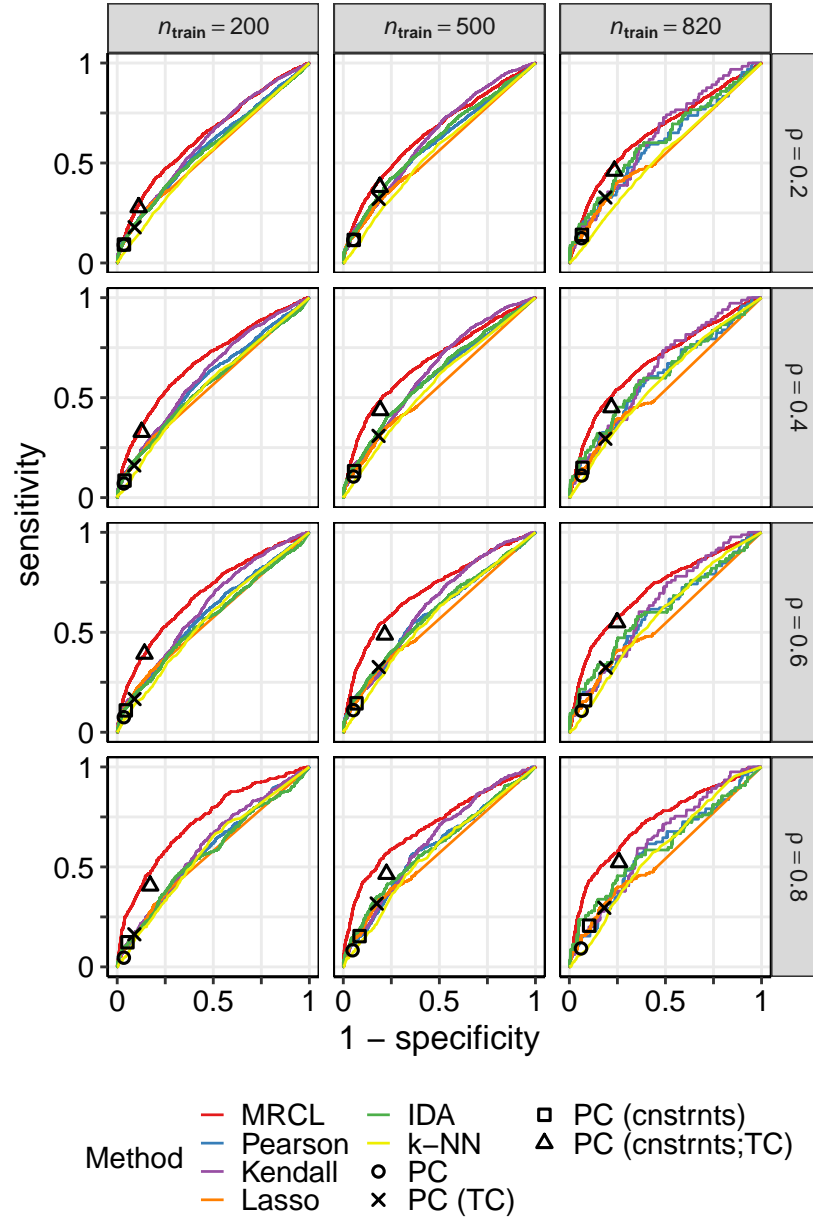 n_train = 200 n_train = 500 n_train = 820
1
0.5
0
ρ = 0.2
1
0.5
0
ρ = 0.4
sensitivity
1
0.5
0
ρ = 0.6
1
0.5
0
ρ = 0.8
0 0.5 1 0 0.5 1 0 0.5 1
1 − specificity
Method
MRCL IDA PC (cnstrnts)
Pearson k−NN PC (cnstrnts;TC)
Kendall PC
Lasso PC (TC)